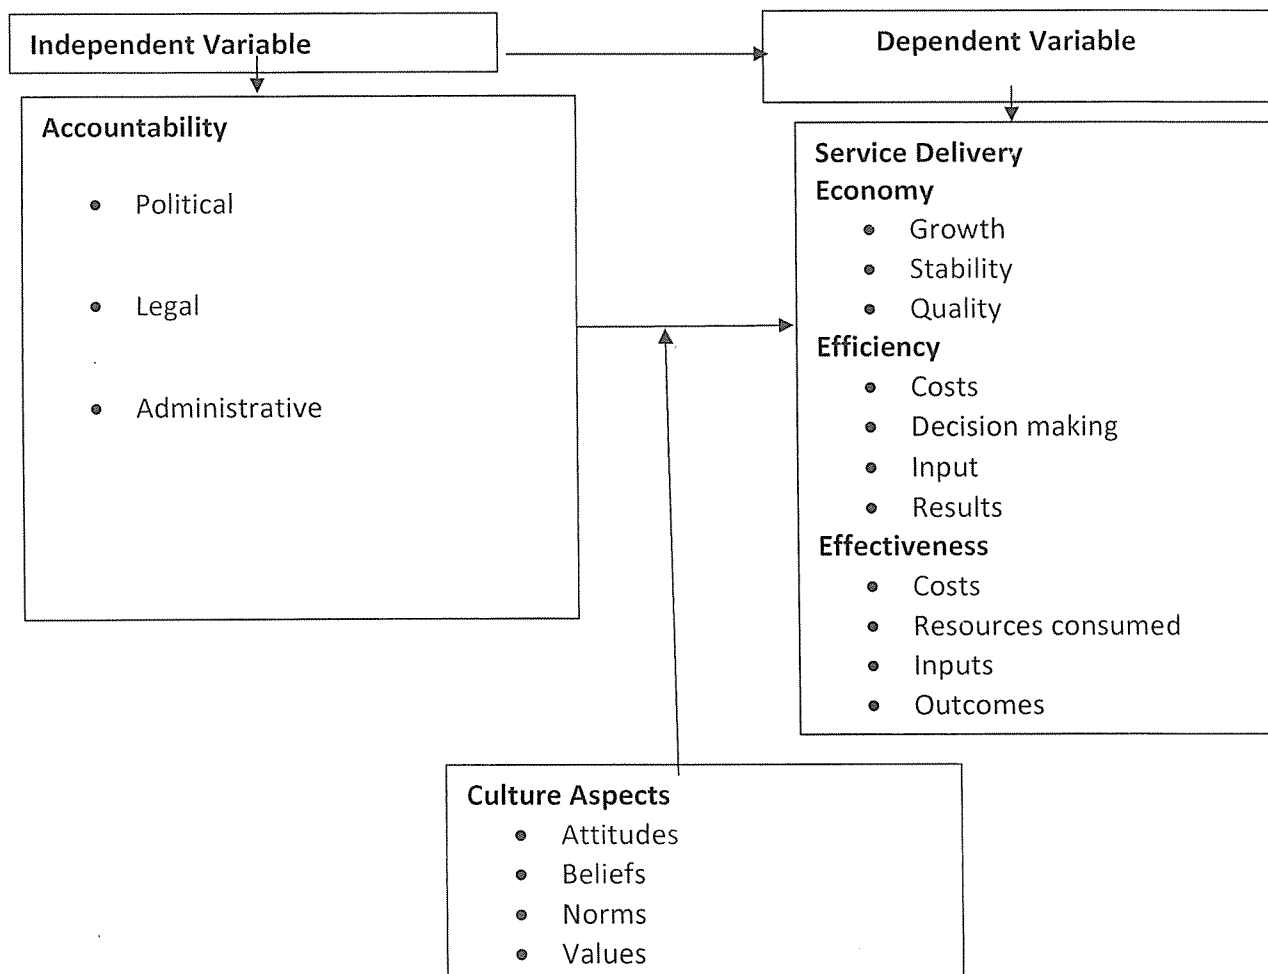 Independent Variable
Dependent Variable
Accountability
• Political
• Legal
• Administrative
Service Delivery
Economy
• Growth
• Stability
• Quality
Efficiency
• Costs
• Decision making
• Input
• Results
Effectiveness
• Costs
• Resources consumed
• Inputs
• Outcomes
Culture Aspects
• Attitudes
• Beliefs
• Norms
• Values